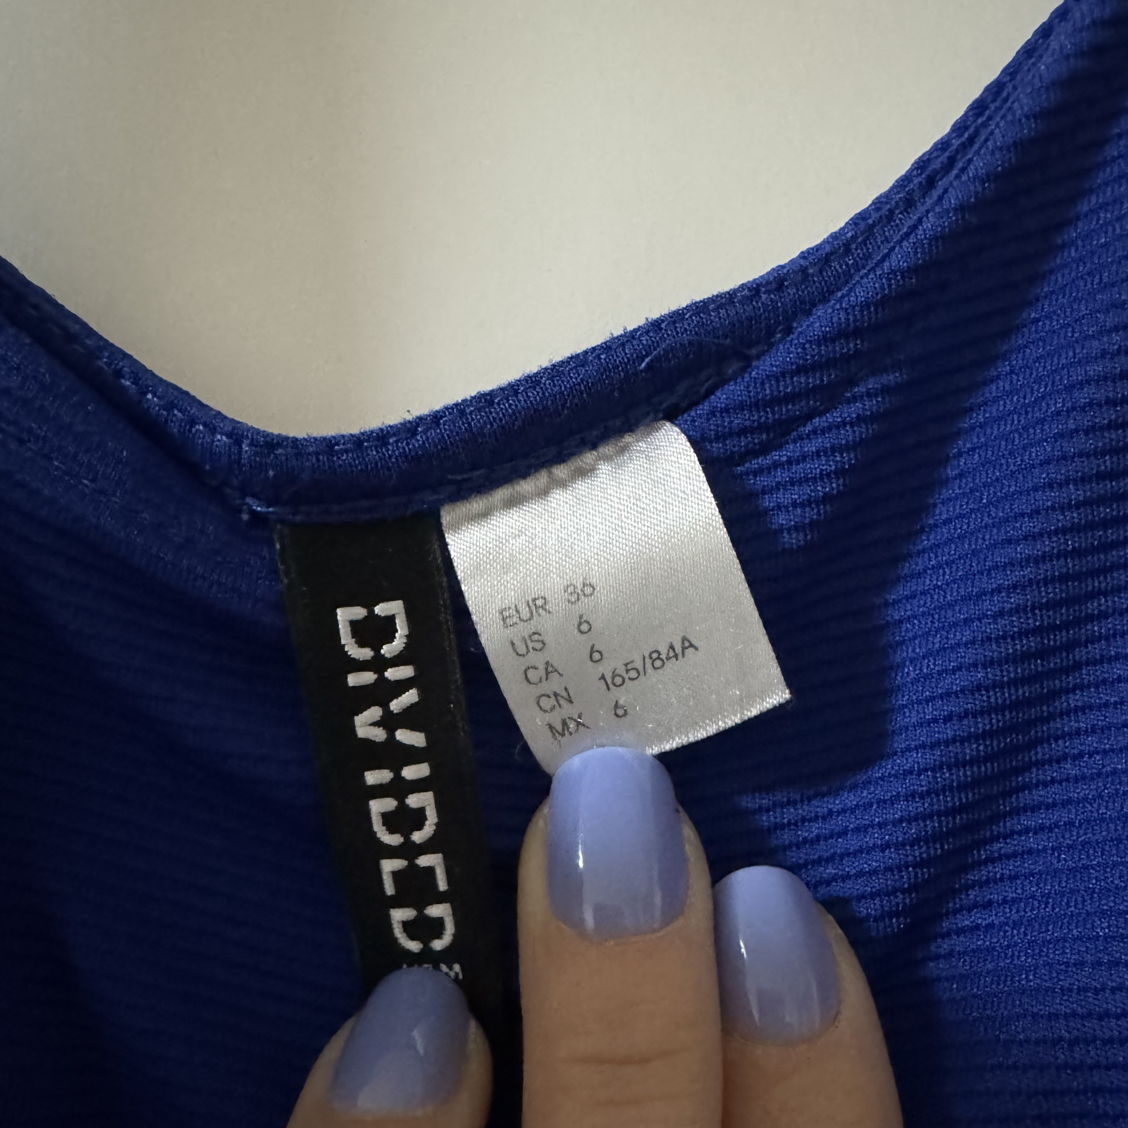 DIVIDED
EUR 36
US 6
CA 6
CN 165/84A
MX 6